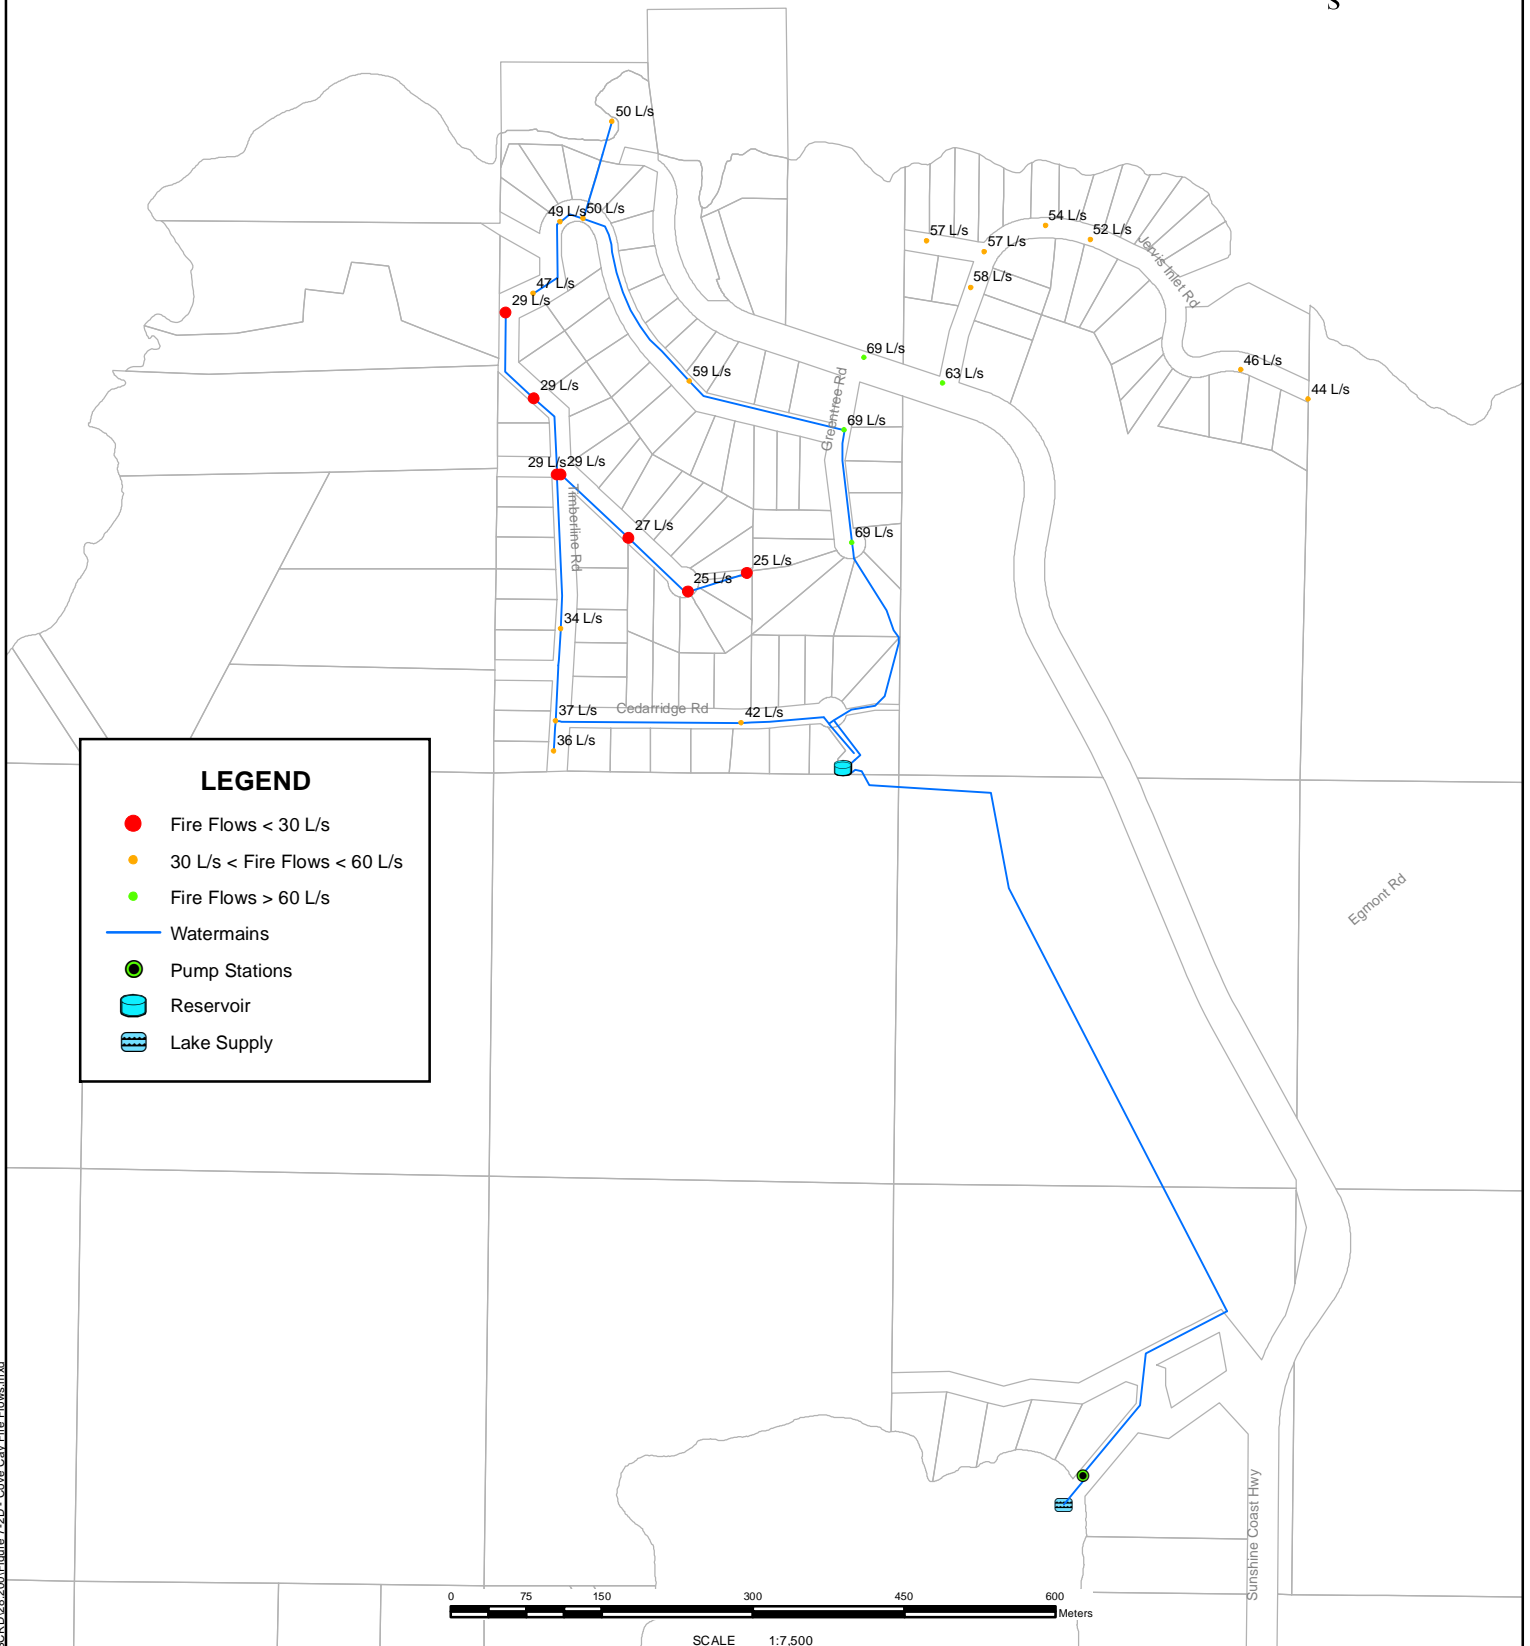 S
50 L/s
49 L/s
50 L/s
54 L/s
57 L/s
52 L/s
57 L/s
Jervis Inlet Rd
58 L/s
47 L/s
29 L/s
69 L/s
46 L/s
59 L/s
63 L/s
29 L/s
44 L/s
Greentree Rd
69 L/s
29 L/s
29 L/s
Timberline Rd
27 L/s
69 L/s
25 L/s
25 L/s
34 L/s
Cedarridge Rd
37 L/s
42 L/s
36 L/s
LEGEND
Fire Flows < 30 L/s
30 L/s < Fire Flows < 60 L/s
Fire Flows > 60 L/s
Watermains
Pump Stations
Reservoir
Lake Supply
Egmont Rd
Sunshine Coast Hwy
0 75 150 300 450 600
Meters
SCALE 1:7,500